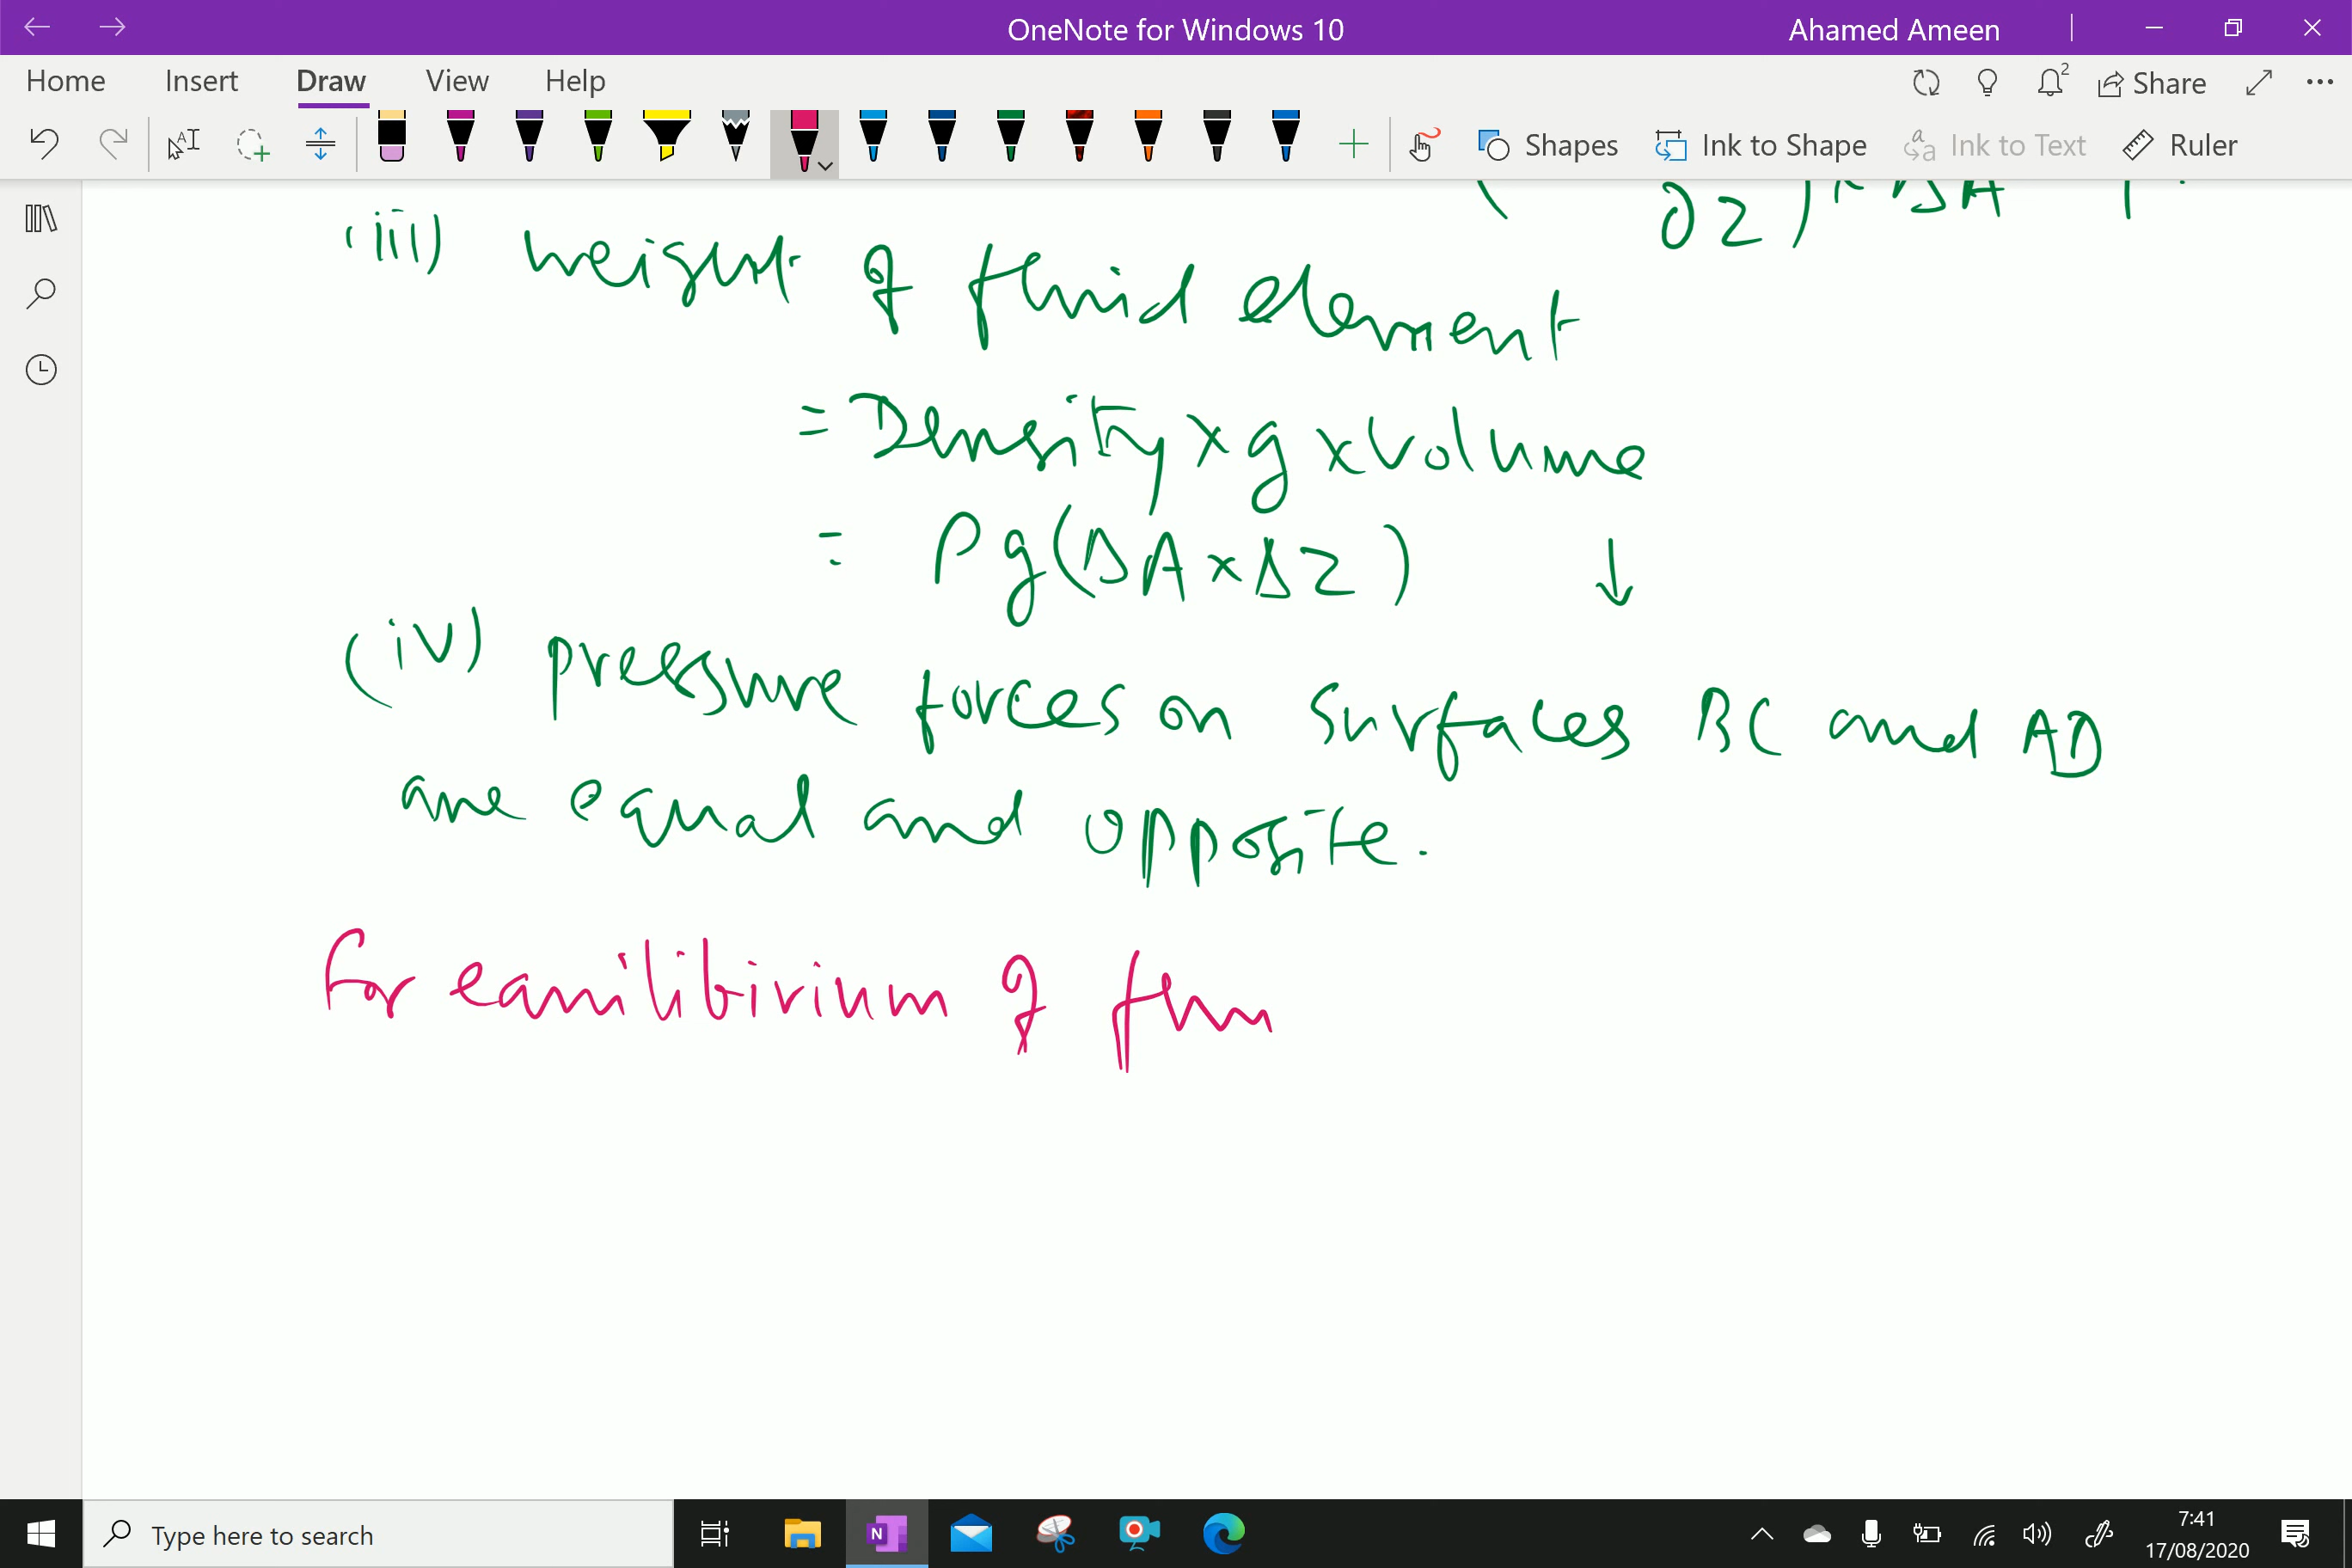 OneNote for Windows 10 Ahamed Ameen
Home Insert Draw View Help 2 Share
Shapes Ink to Shape Ink to Text Ruler
∂z) × ΔA
(iii) weight of fluid element
= Density × g × volume
= ρg(ΔA × Δz) ↓
(iv) pressure forces on surfaces BC and AD
are equal and opposite.
for eqnilibirium of flu
Type here to search
7:41
17/08/2020